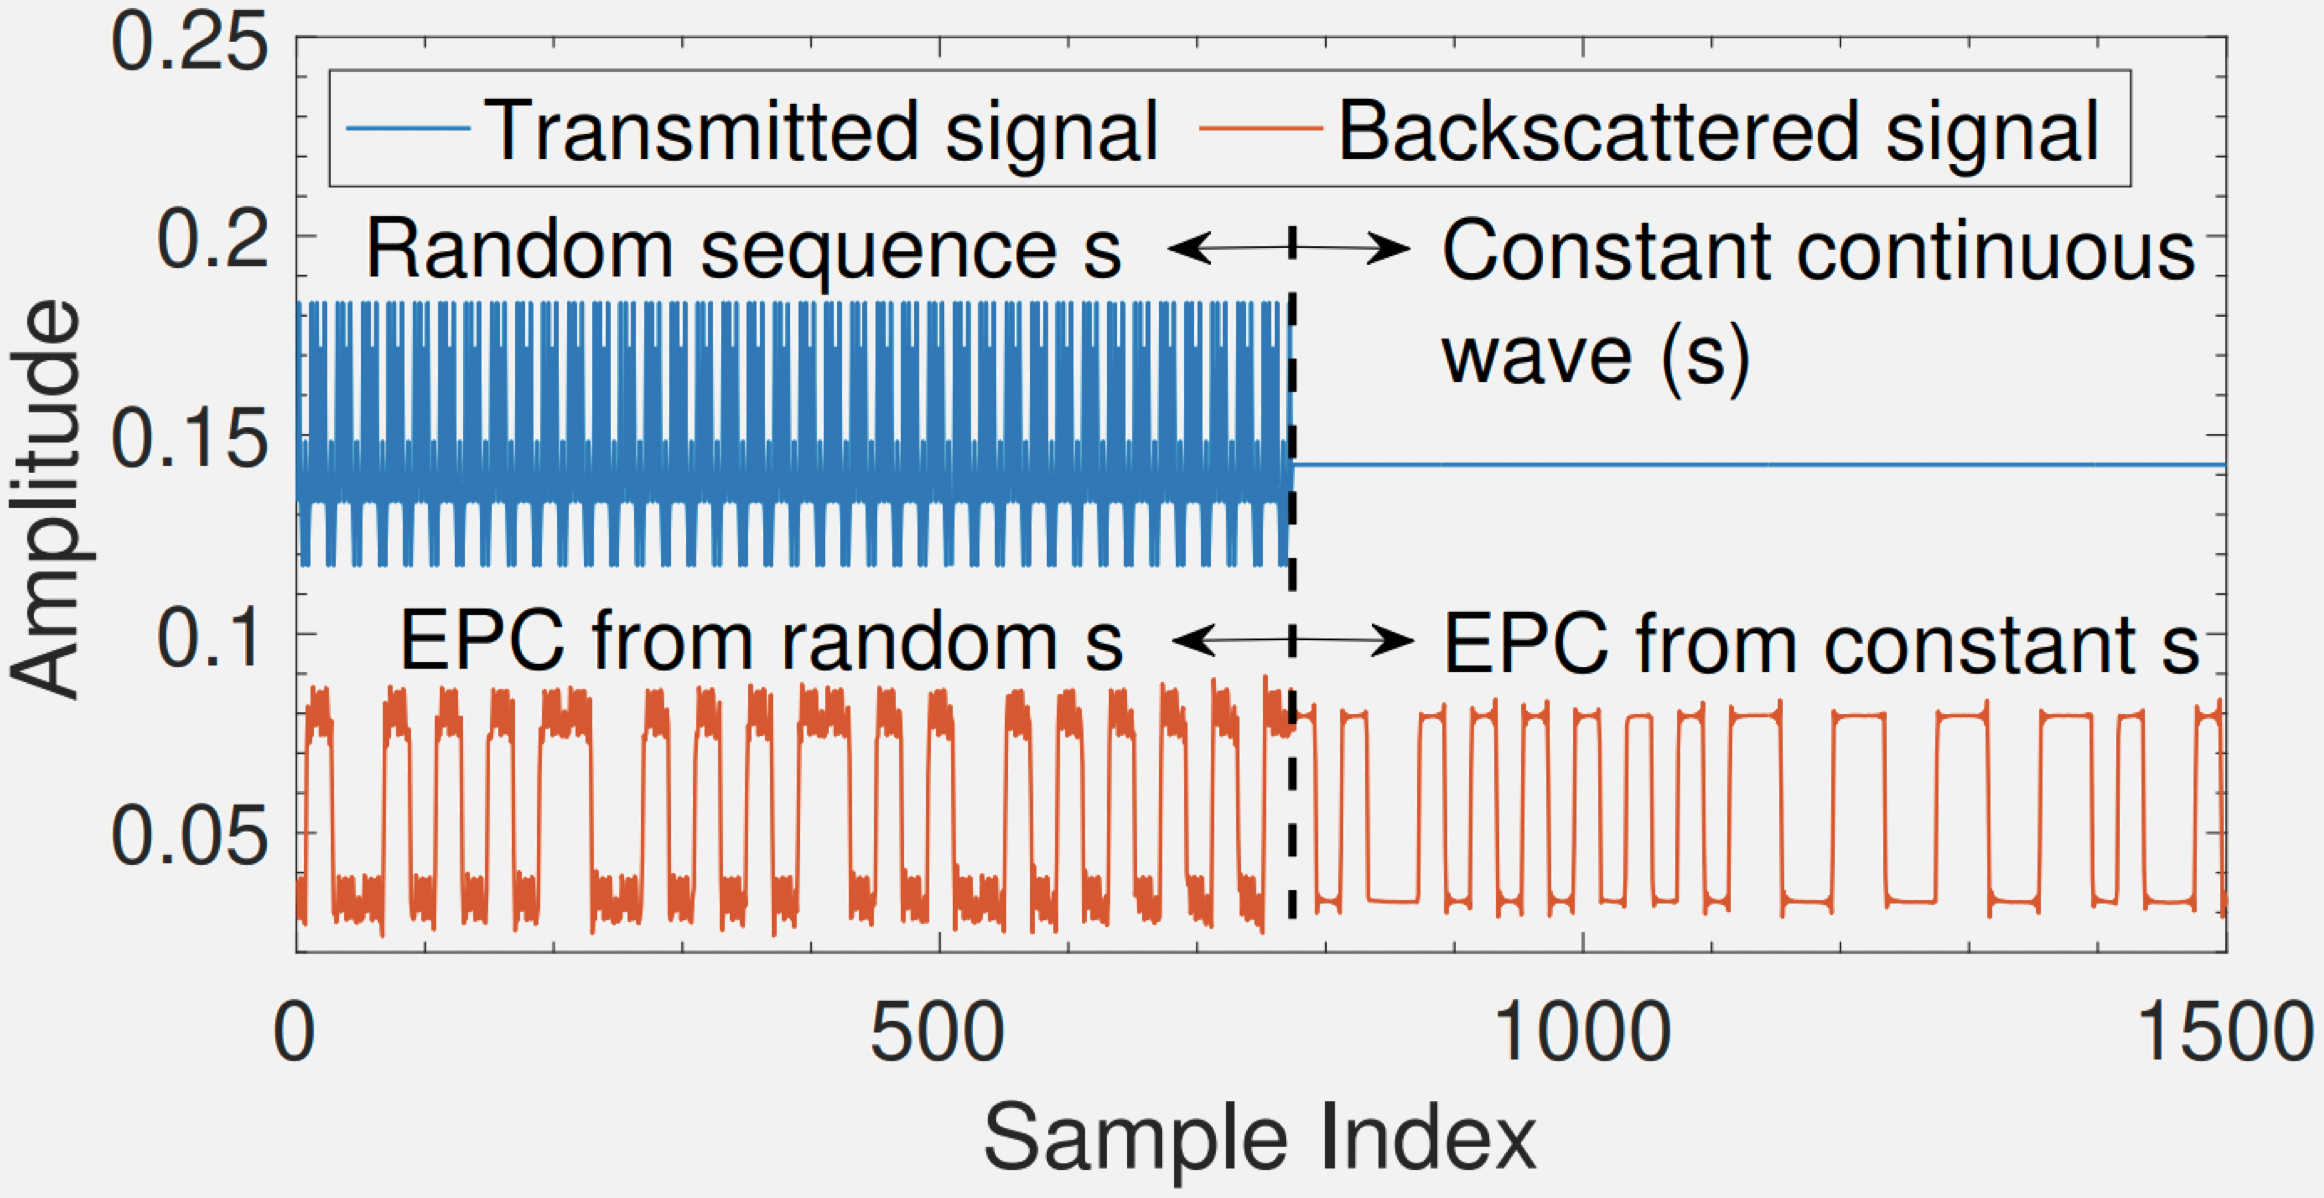 0.25
Transmitted signal Backscattered signal
0.2
Random sequence s Constant continuous
wave (s)
0.15
Amplitude
0.1
EPC from random s EPC from constant s
0.05
0 500 1000 1500
Sample Index